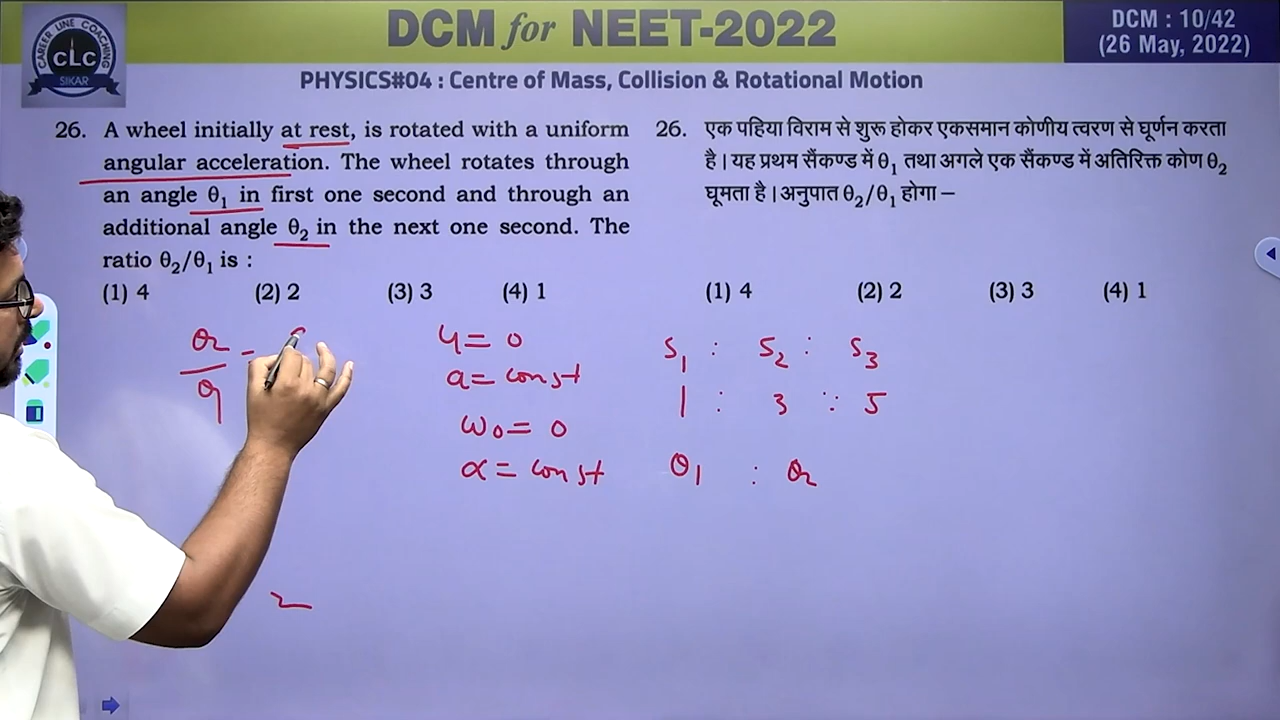 DCM for NEET-2022
DCM : 10/42
(26 May, 2022)
CAREER LINE COACHING
CLC
SIKAR
PHYSICS#04 : Centre of Mass, Collision & Rotational Motion
26. A wheel initially at rest, is rotated with a uniform
angular acceleration. The wheel rotates through
an angle θ₁ in first one second and through an
additional angle θ₂ in the next one second. The
ratio θ₂/θ₁ is :
(1) 4 (2) 2 (3) 3 (4) 1
26. एक पहिया विराम से शुरू होकर एकसमान कोणीय त्वरण से घूर्णन करता
है। यह प्रथम सैंकण्ड में θ₁ तथा अगले एक सैंकण्ड में अतिरिक्त कोण θ₂
घूमता है। अनुपात θ₂/θ₁ होगा –
(1) 4 (2) 2 (3) 3 (4) 1
θ₂/θ₁ =
u = 0
a = const
ω₀ = 0
α = const
s₁ : s₂ : s₃
1 : 3 : 5
θ₁ : θ₂